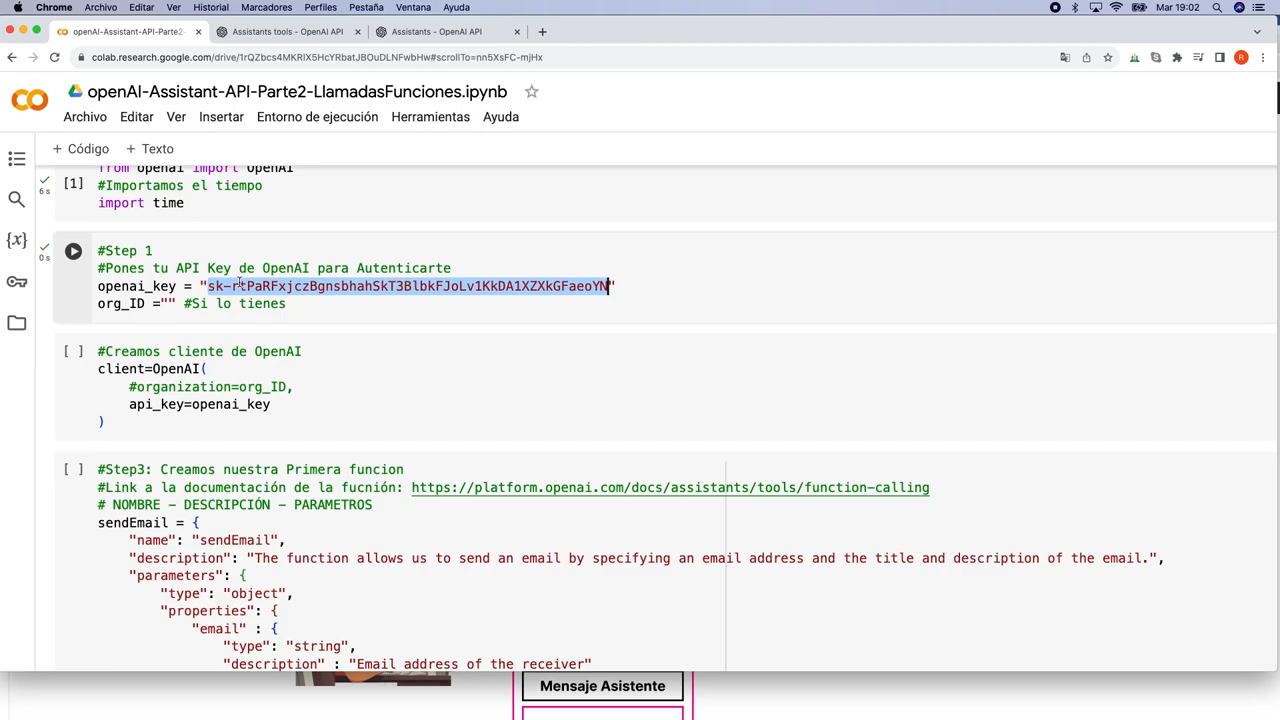 Chrome Archivo Editar Ver Historial Marcadores Perfiles Pestaña Ventana Ayuda Mar 19:02
openAI-Assistant-API-Parte2- Assistants tools - OpenAI API Assistants - OpenAI API
colab.research.google.com/drive/1rQZbcs4MKRIX5HcYRbatJBOuDLNFwbHw#scrollTo=nn5XsFC-mjHx R
openAI-Assistant-API-Parte2-LlamadasFunciones.ipynb
Archivo Editar Ver Insertar Entorno de ejecución Herramientas Ayuda
+ Código + Texto
from openai import OpenAI
[1] #Importamos el tiempo
6 s
import time
#Step 1
0 s
#Pones tu API Key de OpenAI para Autenticarte
openai_key = "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"
org_ID ="" #Si lo tienes
[ ] #Creamos cliente de OpenAI
client=OpenAI(
#organization=org_ID,
api_key=openai_key
)
[ ] #Step3: Creamos nuestra Primera funcion
#Link a la documentación de la fucnión: https://platform.openai.com/docs/assistants/tools/function-calling
# NOMBRE - DESCRIPCIÓN - PARAMETROS
sendEmail = {
"name": "sendEmail",
"description": "The function allows us to send an email by specifying an email address and the title and description of the email.",
"parameters": {
"type": "object",
"properties": {
"email" : {
"type": "string",
"description" : "Email address of the receiver"
Mensaje Asistente